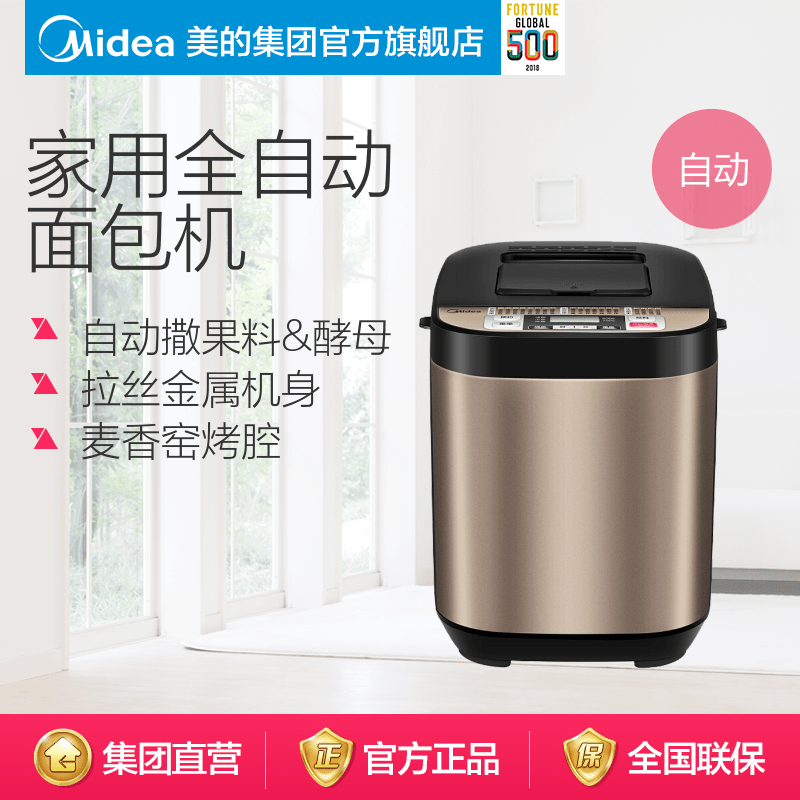 Midea 美的集团官方旗舰店
FORTUNE
GLOBAL
500
2018
家用全自动
面包机
自动
自动撒果料&酵母
拉丝金属机身
麦香窑烤腔
Midea
集团直营
正 官方正品
保 全国联保